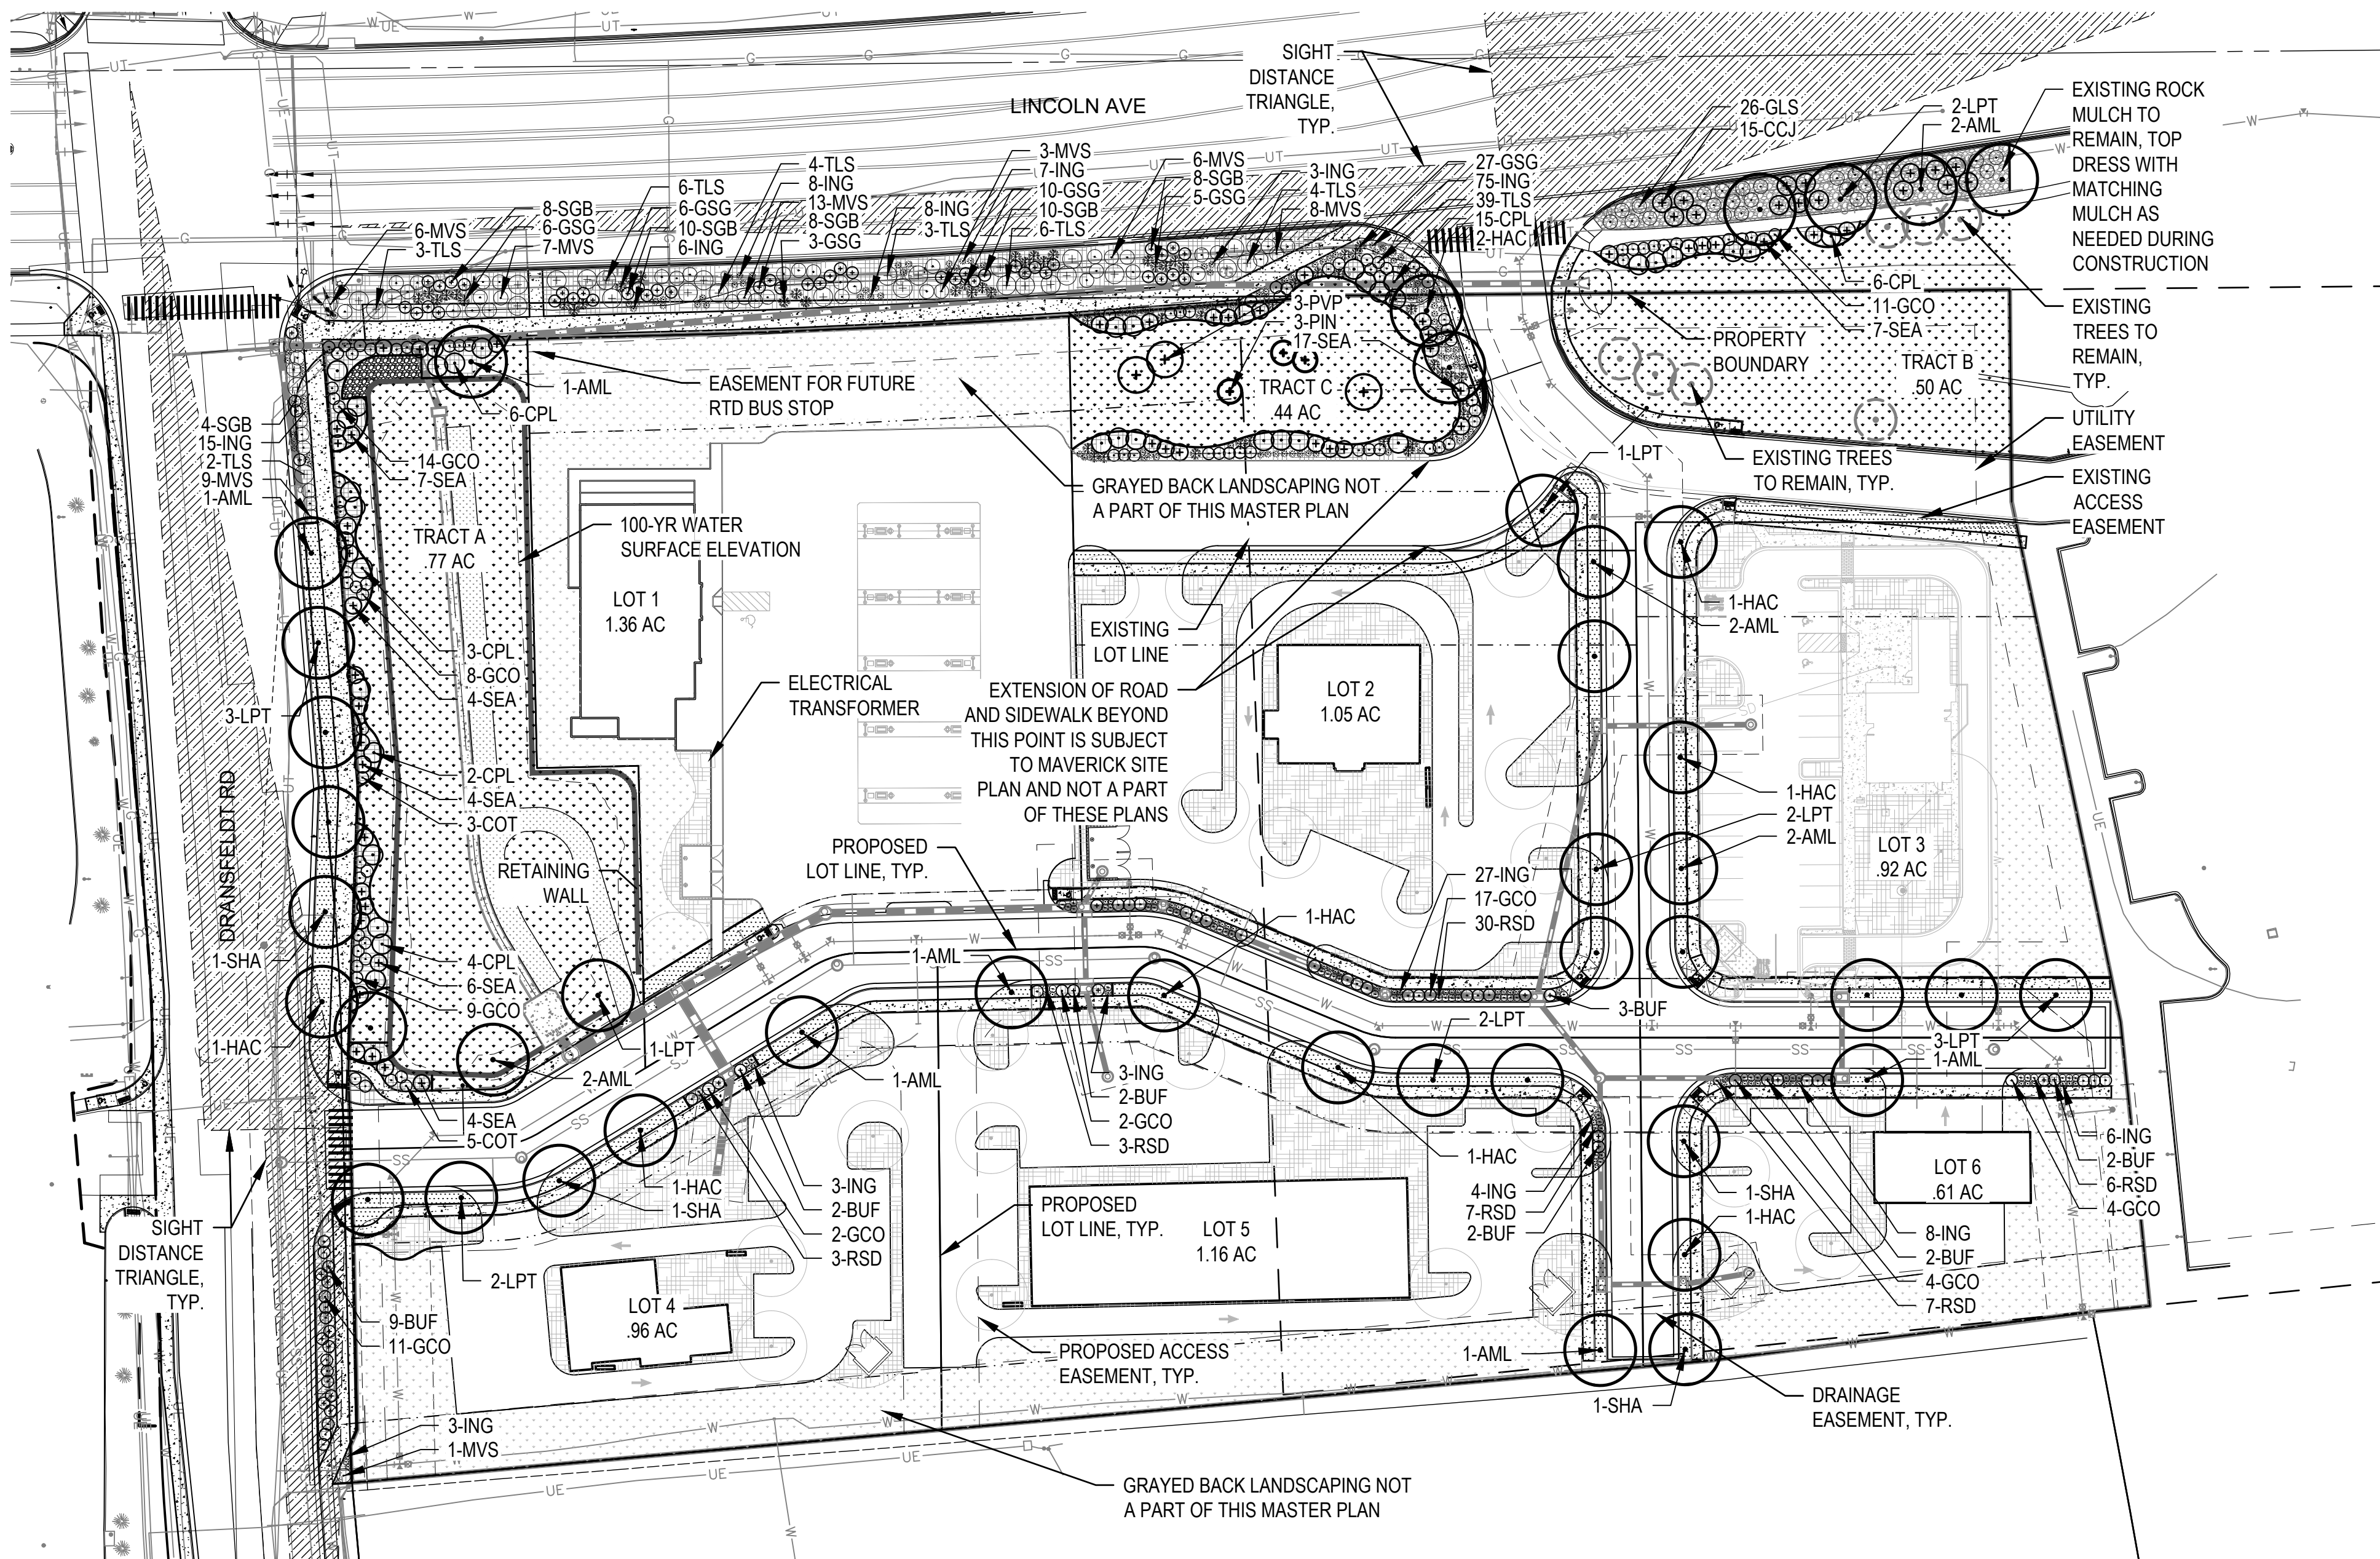 LINCOLN AVE
SIGHT
DISTANCE
TRIANGLE,
TYP.
26-GLS
15-CCJ
2-LPT
2-AML
EXISTING ROCK
MULCH TO
REMAIN, TOP
DRESS WITH
MATCHING
MULCH AS
NEEDED DURING
CONSTRUCTION
6-MVS
3-TLS
8-SGB
6-GSG
7-MVS
6-TLS
6-GSG
10-SGB
6-ING
4-TLS
8-ING
13-MVS
8-SGB
3-GSG
8-ING
3-TLS
3-MVS
7-ING
10-GSG
10-SGB
6-TLS
6-MVS
8-SGB
5-GSG
3-ING
4-TLS
8-MVS
27-GSG
75-ING
39-TLS
15-CPL
2-HAC
3-PVP
3-PIN
17-SEA
TRACT C
.44 AC
6-CPL
11-GCO
7-SEA
PROPERTY
BOUNDARY
TRACT B
.50 AC
EXISTING
TREES TO
REMAIN,
TYP.
UTILITY
EASEMENT
EXISTING
ACCESS
EASEMENT
EXISTING TREES
TO REMAIN, TYP.
1-AML
6-CPL
EASEMENT FOR FUTURE
RTD BUS STOP
4-SGB
15-ING
2-TLS
9-MVS
1-AML
14-GCO
7-SEA
TRACT A
.77 AC
100-YR WATER
SURFACE ELEVATION
GRAYED BACK LANDSCAPING NOT
A PART OF THIS MASTER PLAN
1-LPT
LOT 1
1.36 AC
EXISTING
LOT LINE
1-HAC
2-AML
3-CPL
8-GCO
4-SEA
3-LPT
ELECTRICAL
TRANSFORMER
EXTENSION OF ROAD
AND SIDEWALK BEYOND
THIS POINT IS SUBJECT
TO MAVERICK SITE
PLAN AND NOT A PART
OF THESE PLANS
LOT 2
1.05 AC
DRANSFELDT RD
2-CPL
4-SEA
3-COT
1-HAC
2-LPT
2-AML
LOT 3
.92 AC
RETAINING
WALL
PROPOSED
LOT LINE, TYP.
27-ING
17-GCO
30-RSD
1-HAC
1-AML
1-SHA
4-CPL
6-SEA
9-GCO
1-HAC
1-LPT
2-AML
1-AML
2-LPT
3-BUF
3-LPT
1-AML
3-ING
2-BUF
2-GCO
3-RSD
4-SEA
5-COT
1-HAC
1-SHA
3-ING
2-BUF
2-GCO
3-RSD
1-HAC
4-ING
7-RSD
2-BUF
1-SHA
1-HAC
LOT 6
.61 AC
6-ING
2-BUF
6-RSD
4-GCO
8-ING
2-BUF
4-GCO
7-RSD
SIGHT
DISTANCE
TRIANGLE,
TYP.
2-LPT
PROPOSED
LOT LINE, TYP.
LOT 5
1.16 AC
9-BUF
11-GCO
LOT 4
.96 AC
PROPOSED ACCESS
EASEMENT, TYP.
1-AML
1-SHA
DRAINAGE
EASEMENT, TYP.
3-ING
1-MVS
GRAYED BACK LANDSCAPING NOT
A PART OF THIS MASTER PLAN